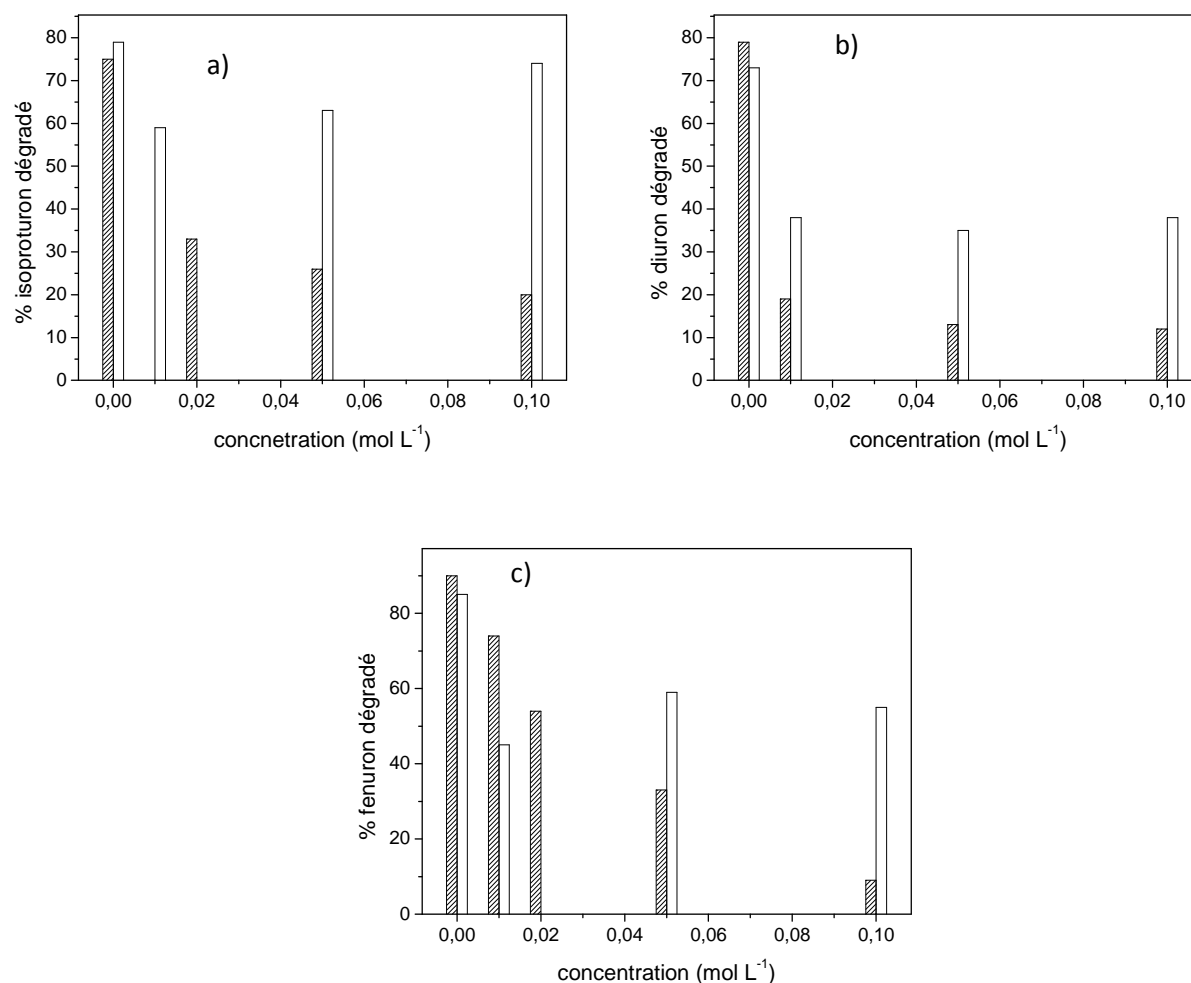 a)
% isoproturon dégradé
80
70
60
50
40
30
20
10
0
0,00 0,02 0,04 0,06 0,08 0,10
concnetration (mol L-1)
b)
% diuron dégradé
80
70
60
50
40
30
20
10
0
0,00 0,02 0,04 0,06 0,08 0,10
concentration (mol L-1)
c)
% fenuron dégradé
80
60
40
20
0
0,00 0,02 0,04 0,06 0,08 0,10
concentration (mol L-1)